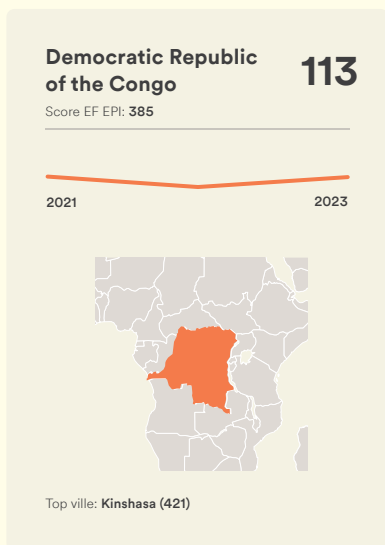 Democratic Republic
of the Congo
113
Score EF EPI: 385
2021
2023
Top ville: Kinshasa (421)